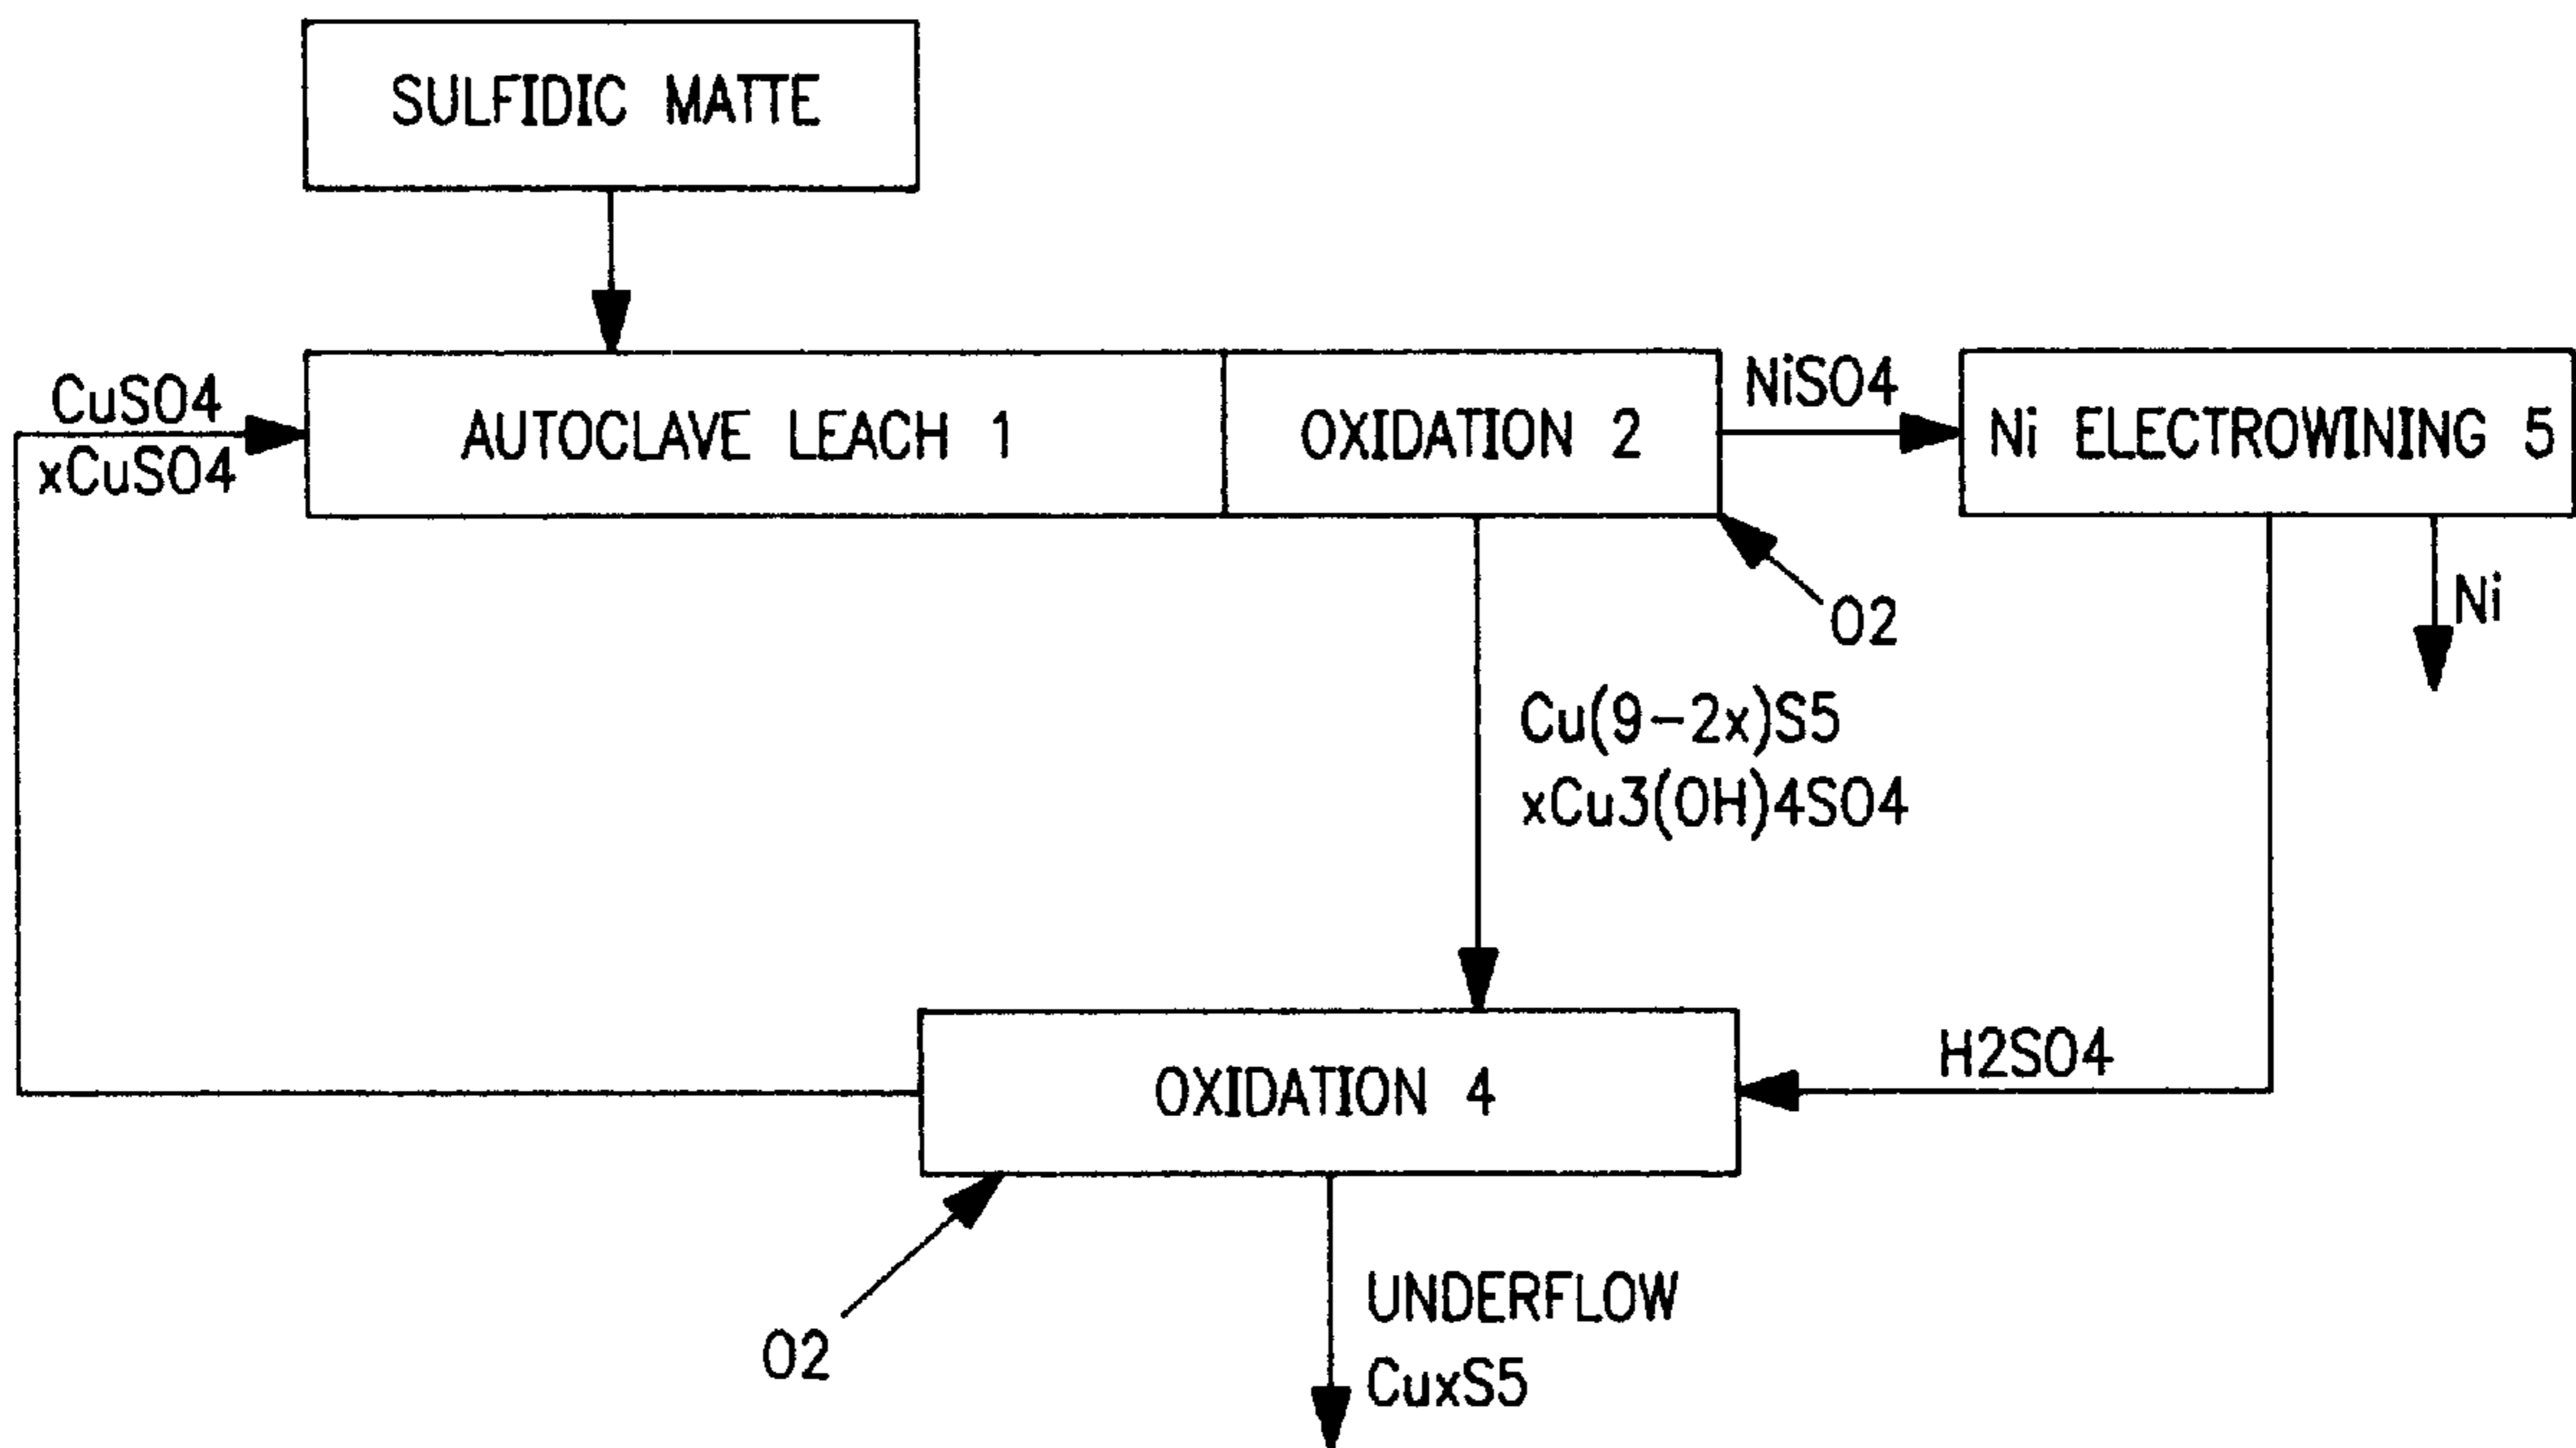 SULFIDIC MATTE
CuSO4
xCuSO4
AUTOCLAVE LEACH 1
OXIDATION 2
NiSO4
Ni ELECTROWINING 5
O2
Ni
Cu(9-2x)S5
xCu3(OH)4SO4
OXIDATION 4
H2SO4
O2
UNDERFLOW
CuxS5